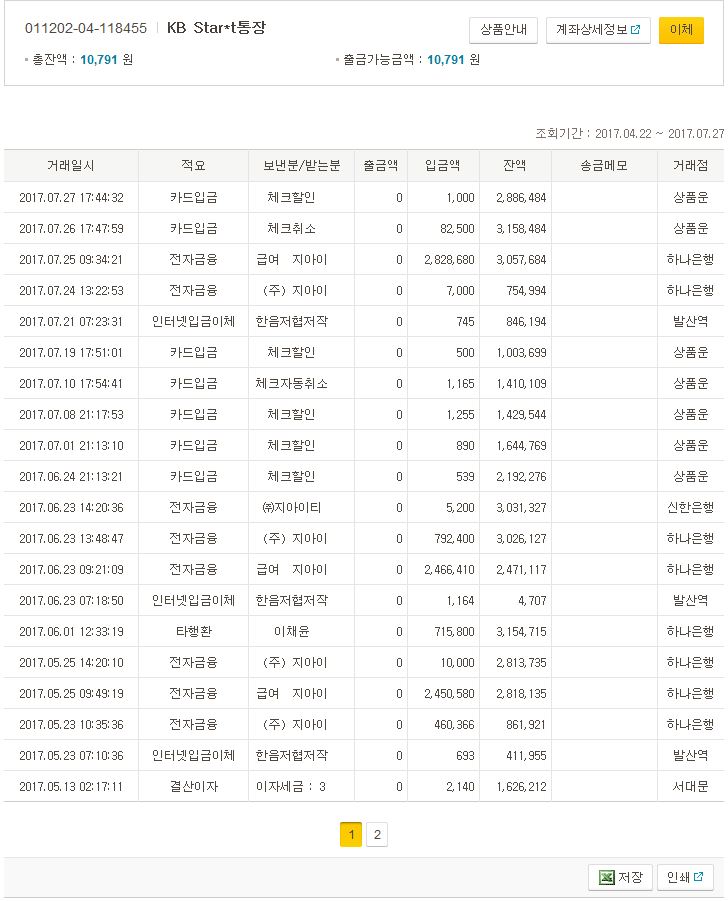 011202-04-118455 KB Star*t통장 상품안내 계좌상세정보 이체
총잔액 : 10,791 원 출금가능금액 : 10,791 원
조회기간 : 2017.04.22 ~ 2017.07.27
거래일시 적요 보낸분/받는분 출금액 입금액 잔액 송금메모 거래점
2017.07.27 17:44:32 카드입금 체크할인 0 1,000 2,886,484 상품운
2017.07.26 17:47:59 카드입금 체크취소 0 82,500 3,158,484 상품운
2017.07.25 09:34:21 전자금융 급여 지아이 0 2,828,680 3,057,684 하나은행
2017.07.24 13:22:53 전자금융 (주) 지아이 0 7,000 754,994 하나은행
2017.07.21 07:23:31 인터넷입금이체 한음저협저작 0 745 846,194 발산역
2017.07.19 17:51:01 카드입금 체크할인 0 500 1,003,699 상품운
2017.07.10 17:54:41 카드입금 체크자동취소 0 1,165 1,410,109 상품운
2017.07.08 21:17:53 카드입금 체크할인 0 1,255 1,429,544 상품운
2017.07.01 21:13:10 카드입금 체크할인 0 890 1,644,769 상품운
2017.06.24 21:13:21 카드입금 체크할인 0 539 2,192,276 상품운
2017.06.23 14:20:36 전자금융 ㈜지아이티 0 5,200 3,031,327 신한은행
2017.06.23 13:48:47 전자금융 (주) 지아이 0 792,400 3,026,127 하나은행
2017.06.23 09:21:09 전자금융 급여 지아이 0 2,466,410 2,471,117 하나은행
2017.06.23 07:18:50 인터넷입금이체 한음저협저작 0 1,164 4,707 발산역
2017.06.01 12:33:19 타행환 이채윤 0 715,800 3,154,715 하나은행
2017.05.25 14:20:10 전자금융 (주) 지아이 0 10,000 2,813,735 하나은행
2017.05.25 09:49:19 전자금융 급여 지아이 0 2,450,580 2,818,135 하나은행
2017.05.23 10:35:36 전자금융 (주) 지아이 0 460,366 861,921 하나은행
2017.05.23 07:10:36 인터넷입금이체 한음저협저작 0 693 411,955 발산역
2017.05.13 02:17:11 결산이자 이자세금 : 3 0 2,140 1,626,212 서대문
1 2
저장 인쇄